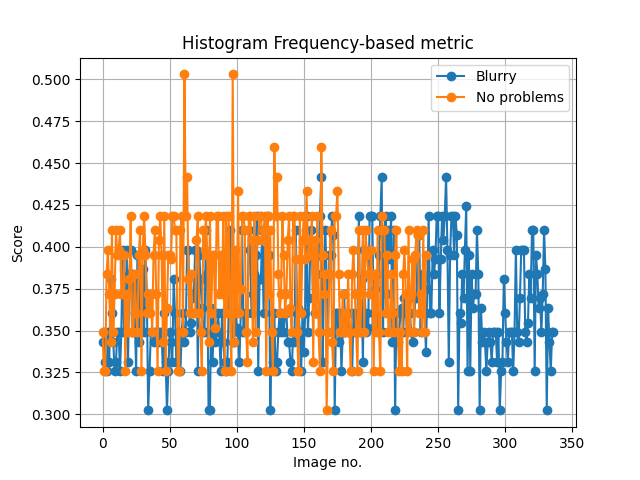 Histogram Frequency-based metric
Blurry
No problems
Score
0.500
0.475
0.450
0.425
0.400
0.375
0.350
0.325
0.300
0 50 100 150 200 250 300 350
Image no.